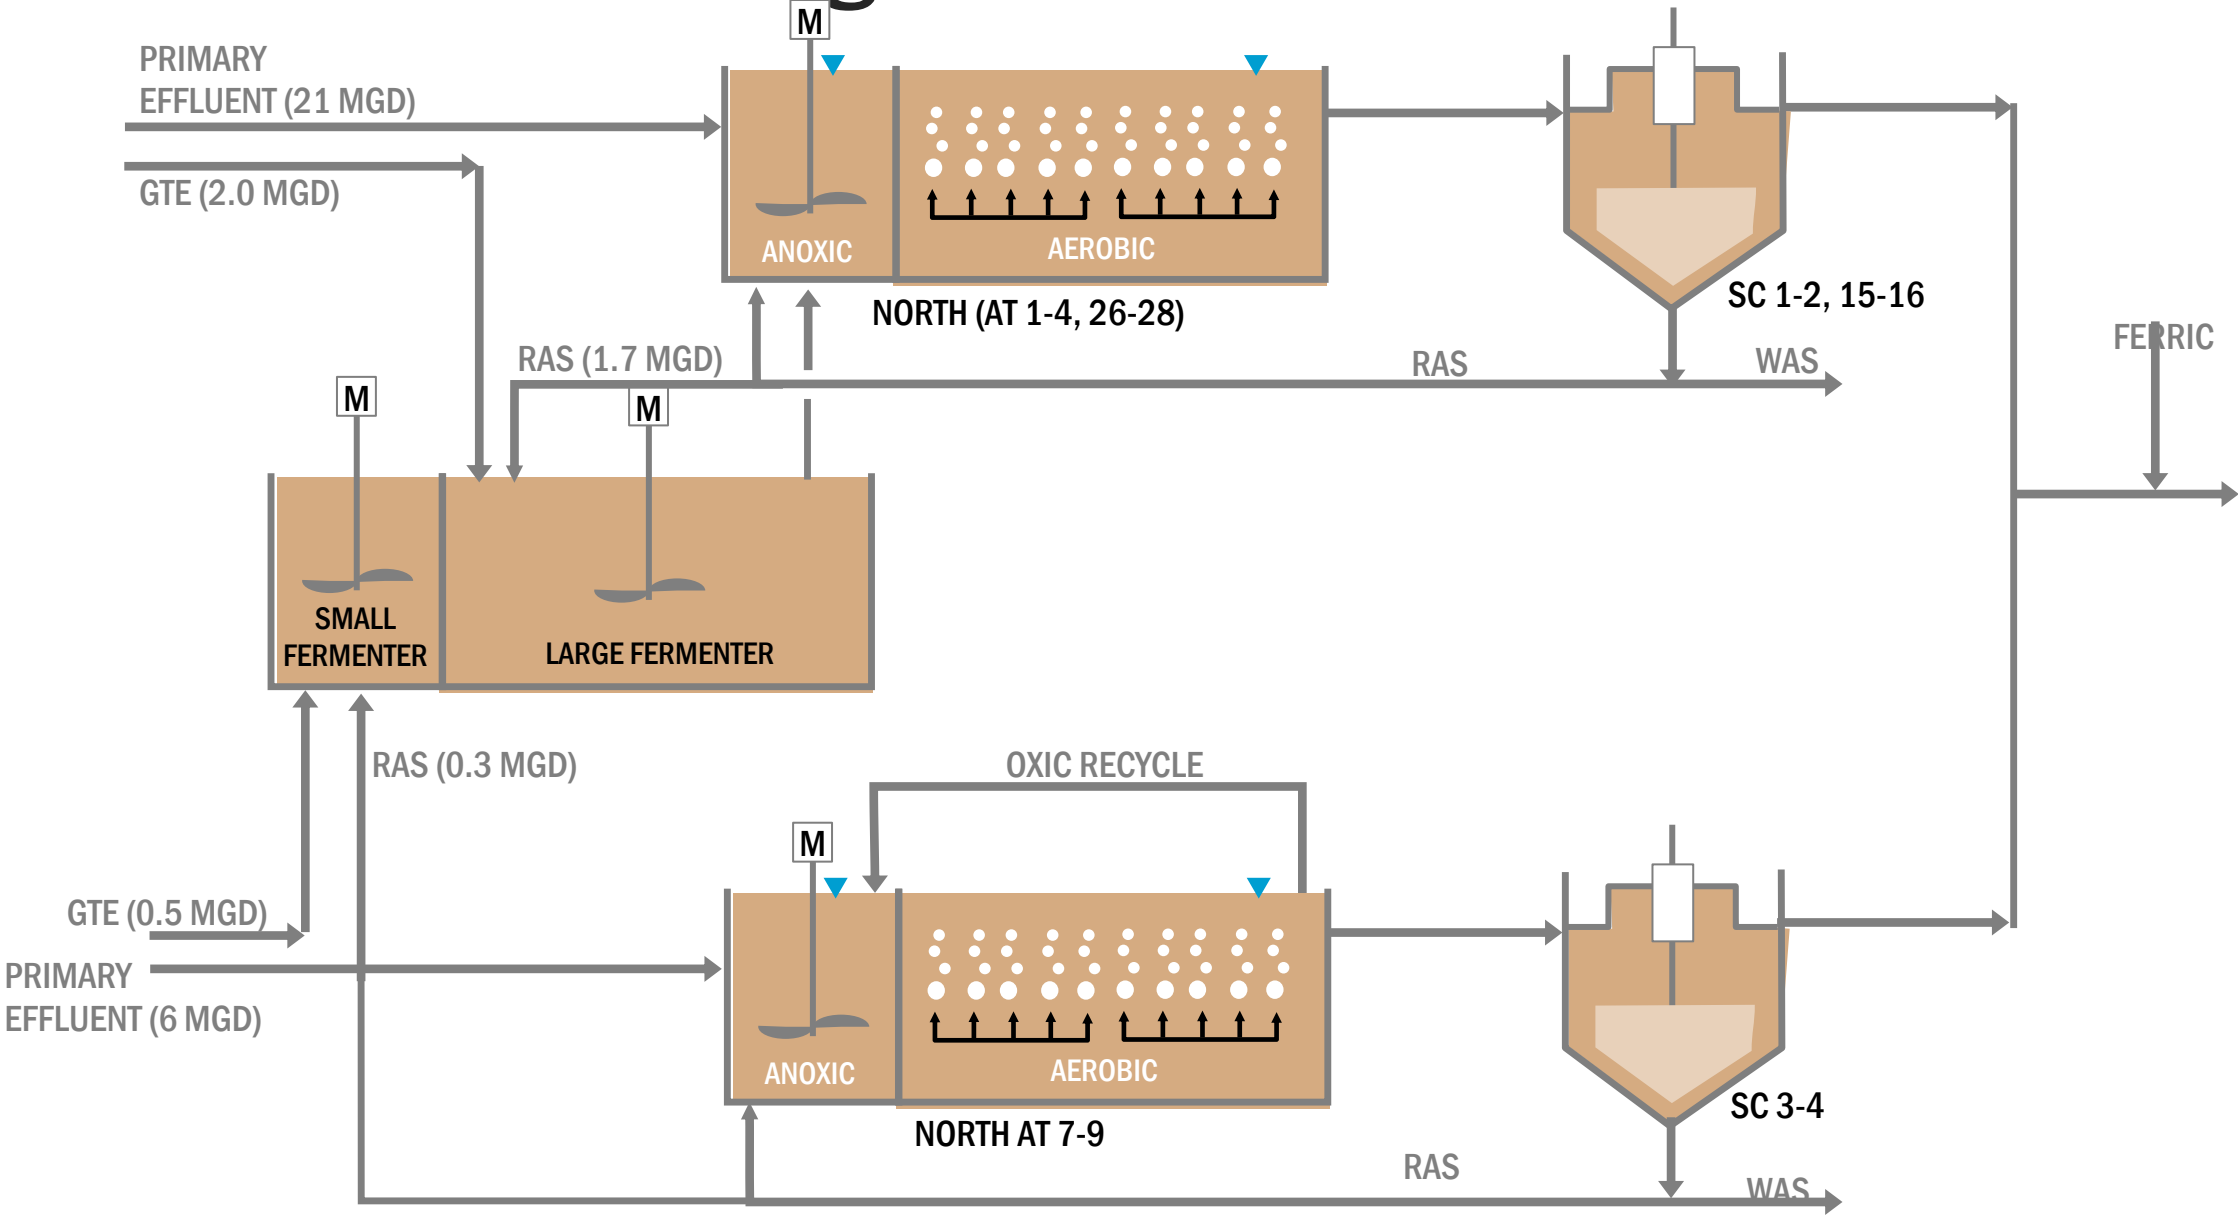 M
PRIMARY
EFFLUENT (21 MGD)
GTE (2.0 MGD)
ANOXIC
AEROBIC
NORTH (AT 1-4, 26-28)
SC 1-2, 15-16
FERRIC
RAS (1.7 MGD)
RAS
WAS
M
M
SMALL
FERMENTER
LARGE FERMENTER
RAS (0.3 MGD)
OXIC RECYCLE
M
GTE (0.5 MGD)
PRIMARY
EFFLUENT (6 MGD)
ANOXIC
AEROBIC
SC 3-4
NORTH AT 7-9
RAS
WAS